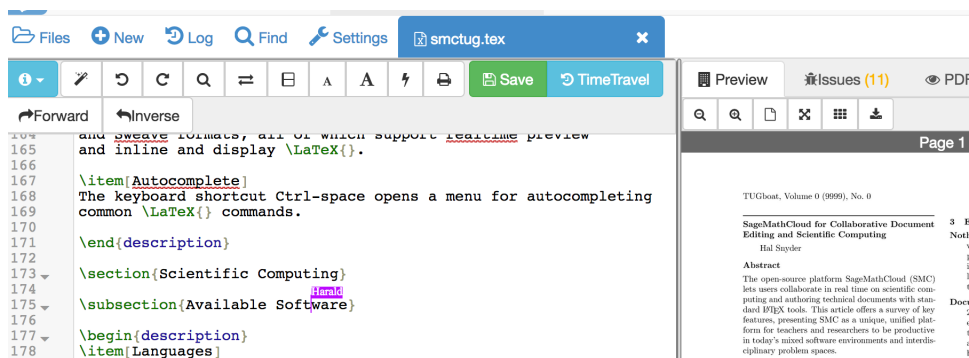 Files New Log Find Settings smctug.tex
A A Save TimeTravel Preview Issues (11) PDF
Forward Inverse
Page 1
164 and Sweave formats, all of which support realtime preview
165 and inline and display \LaTeX{}.
166
167 \item[Autocomplete]
168 The keyboard shortcut Ctrl-space opens a menu for autocompleting
169 common \LaTeX{} commands.
170
171 \end{description}
172
173 \section{Scientific Computing}
174
Harald
175 \subsection{Available Software}
176
177 \begin{description}
178 \item[Languages]
TUGboat, Volume 0 (9999), No. 0
SageMathCloud for Collaborative Document
Editing and Scientific Computing
Hal Snyder
Abstract
The open-source platform SageMathCloud (SMC)
lets users collaborate in real time on scientific com-
puting and authoring technical documents with stan-
dard LATEX tools. This article offers a survey of key
features, presenting SMC as a unique, unified plat-
form for teachers and researchers to be productive
in today's mixed software environments and interdis-
ciplinary problem spaces.
3 E
Noth
Docu